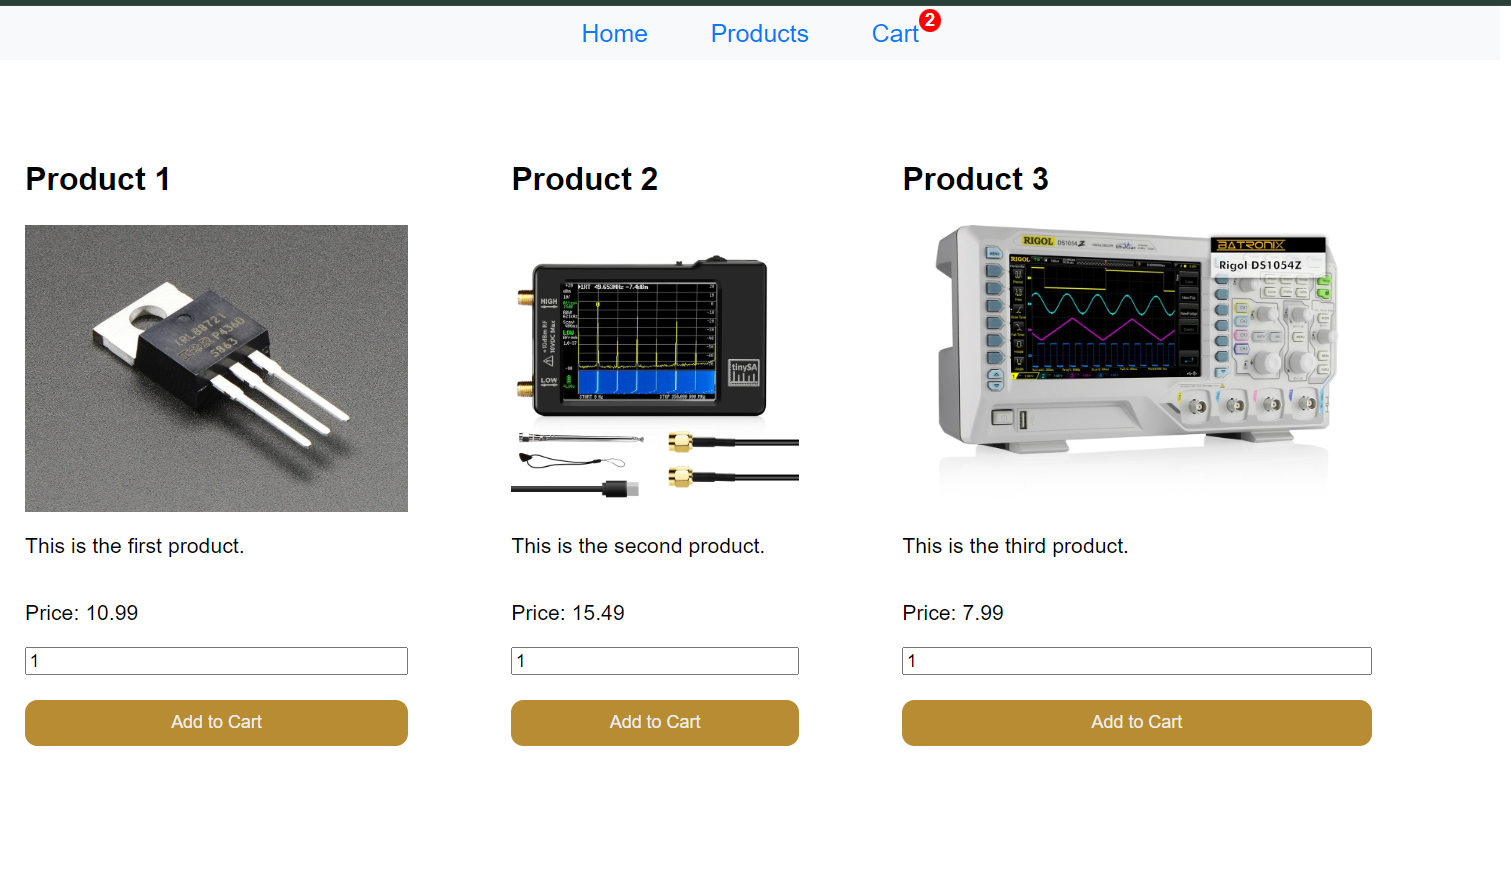 Home Products Cart 2
Product 1
Product 2
Product 3
IRLB8721
P436D
5863
HIGH
LOW
tinySA
RIGOL DS1054Z
RIGOL
BATRONIX
Rigol DS1054Z
This is the first product.
This is the second product.
This is the third product.
Price: 10.99
Price: 15.49
Price: 7.99
1
1
1
Add to Cart
Add to Cart
Add to Cart